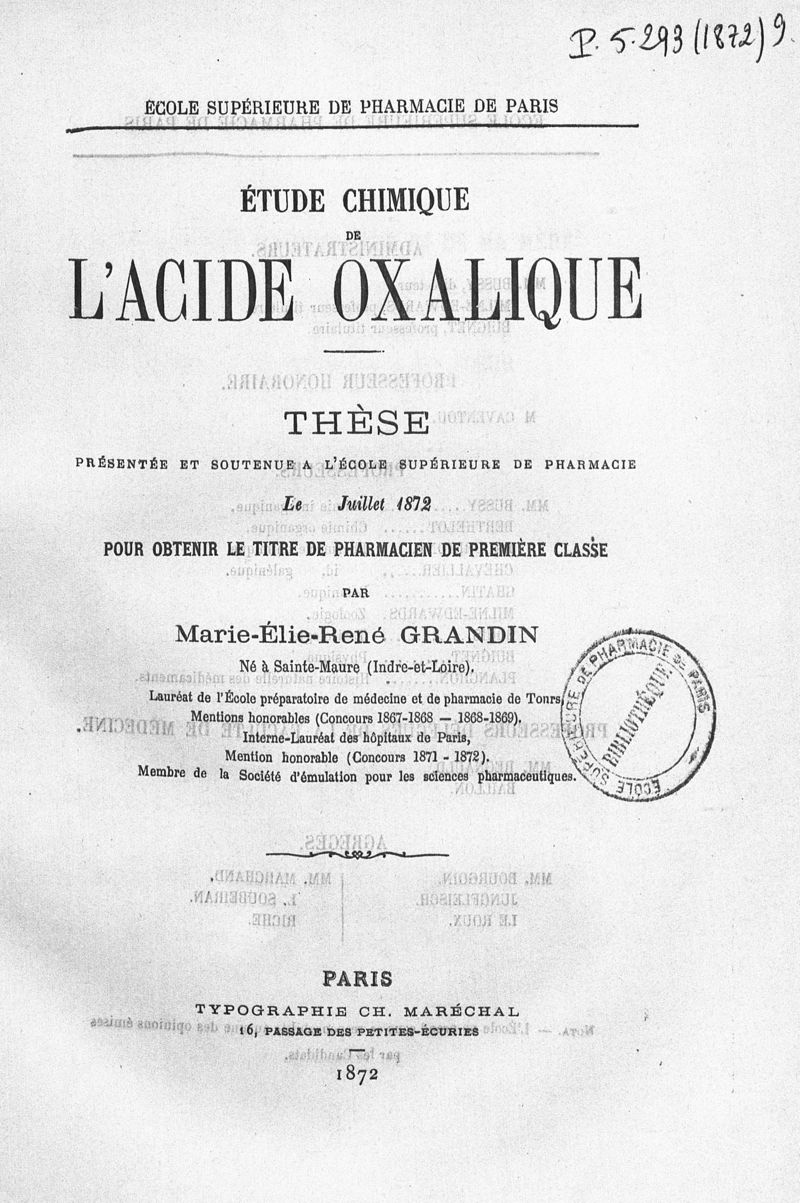 P. 5.293 (1872) 9.
ÉCOLE SUPÉRIEURE DE PHARMACIE DE PARIS
ÉTUDE CHIMIQUE
DE
L'ACIDE OXALIQUE
THÈSE
PRÉSENTÉE ET SOUTENUE A L'ÉCOLE SUPÉRIEURE DE PHARMACIE
Le Juillet 1872
POUR OBTENIR LE TITRE DE PHARMACIEN DE PREMIÈRE CLASSE
PAR
Marie-Élie-René GRANDIN
Né à Sainte-Maure (Indre-et-Loire).
Lauréat de l'École préparatoire de médecine et de pharmacie de Tonrs
Mentions honorables (Concours 1867-1868 — 1868-1869).
Interne-Lauréat des hôpitaux de Paris,
Mention honorable (Concours 1871 - 1872).
Membre de la Société d'émulation pour les sciences pharmaceutiques.
ÉCOLE SUPÉRIEURE DE PHARMACIE DE PARIS
BIBLIOTHÈQUE.
PARIS
TYPOGRAPHIE CH. MARÉCHAL
16, PASSAGE DES PETITES-ÉCURIES
1872